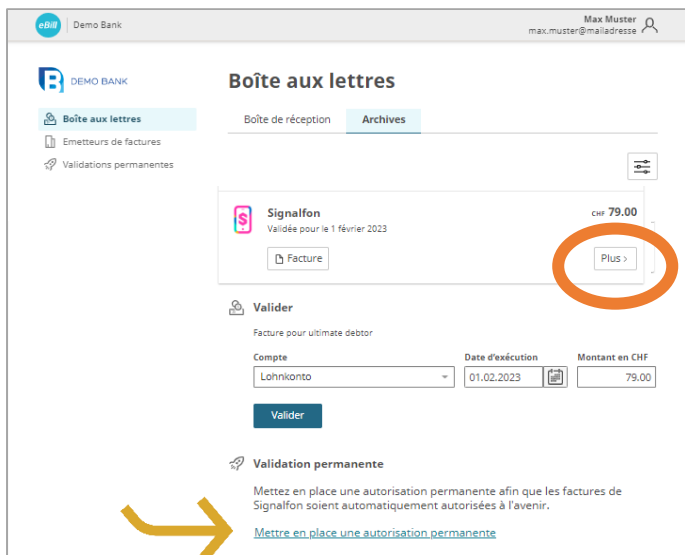 eBill Demo Bank
Max Muster
max.muster@mailadresse
DEMO BANK
Boîte aux lettres
Emetteurs de factures
Validations permanentes
Boîte aux lettres
Boîte de réception Archives
Signalfon CHF 79.00
Validée pour le 1 février 2023
Facture Plus ›
Valider
Facture pour ultimate debtor
Compte Date d'exécution Montant en CHF
Lohnkonto 01.02.2023 79.00
Valider
Validation permanente
Mettez en place une autorisation permanente afin que les factures de
Signalfon soient automatiquement autorisées à l'avenir.
Mettre en place une autorisation permanente